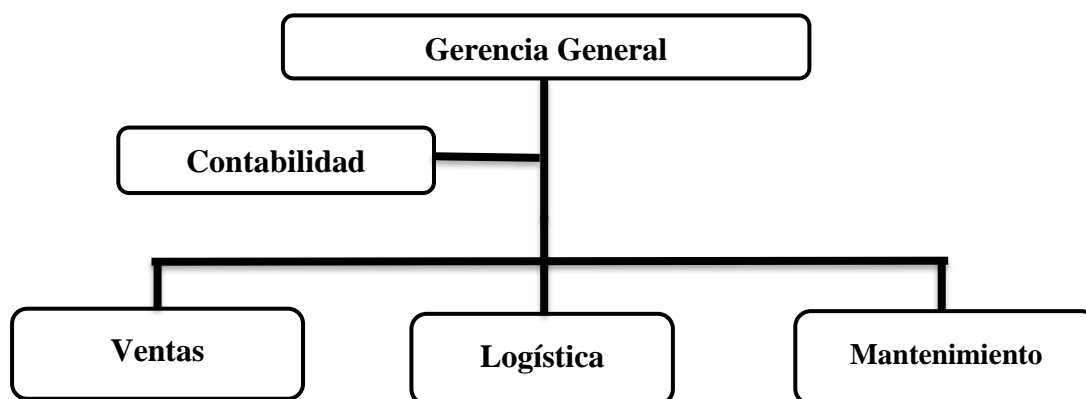 Gerencia General
Contabilidad
Ventas
Logística
Mantenimiento